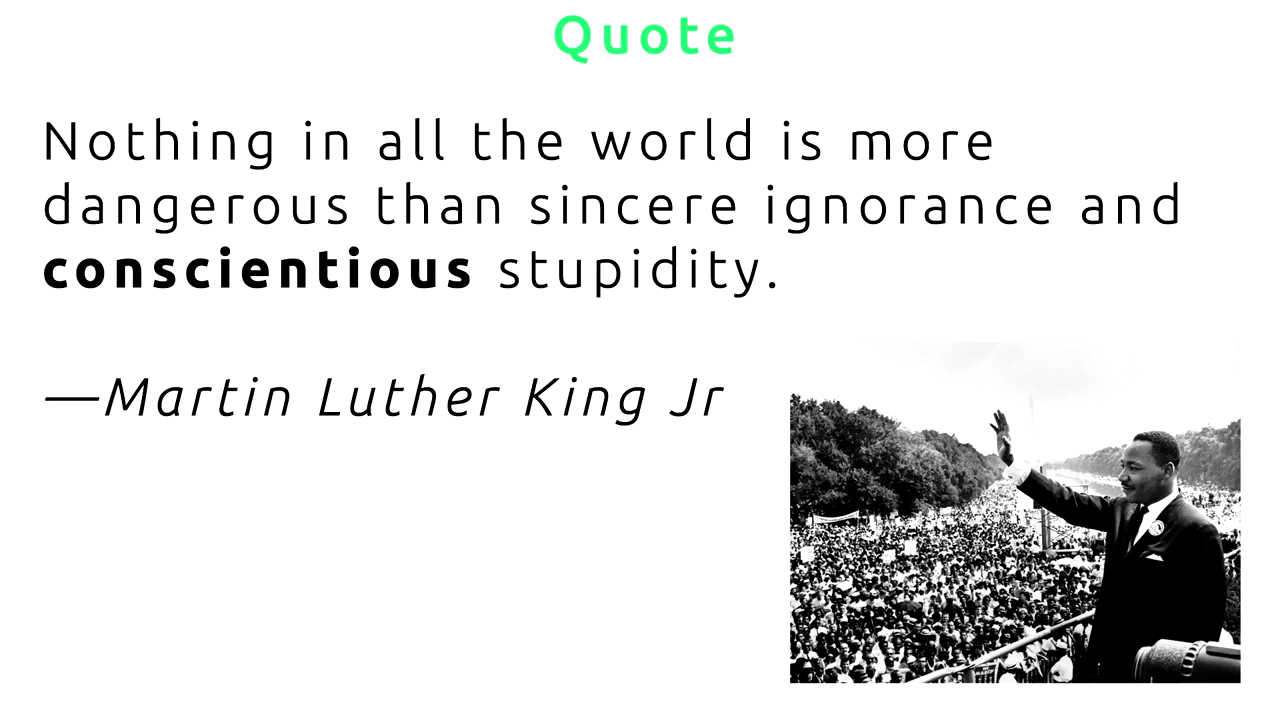 Quote
Nothing in all the world is more
dangerous than sincere ignorance and
conscientious stupidity.
—Martin Luther King Jr